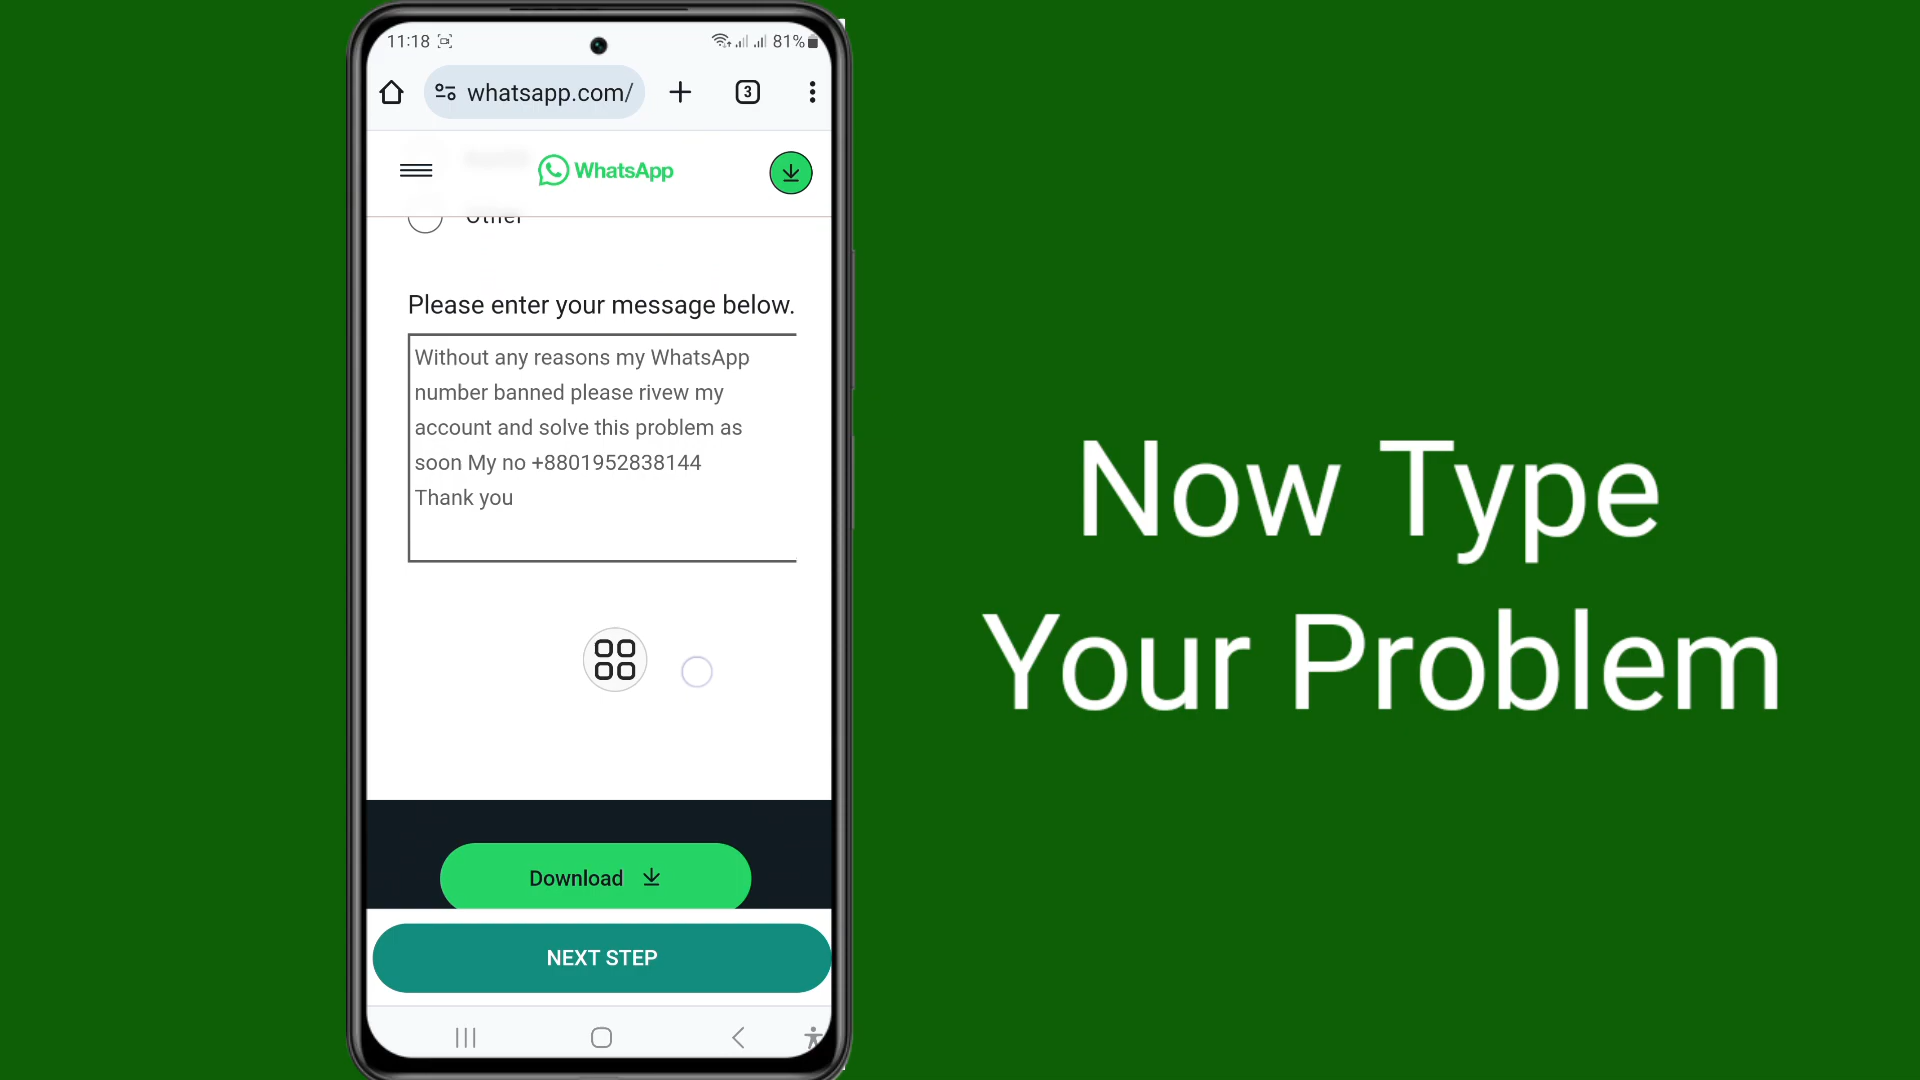 11:18
81%
whatsapp.com/
3
WhatsApp
Other
Please enter your message below.
Without any reasons my WhatsApp
number banned please rivew my
account and solve this problem as
soon My no +8801952838144
Thank you
Download
NEXT STEP
Now Type
Your Problem